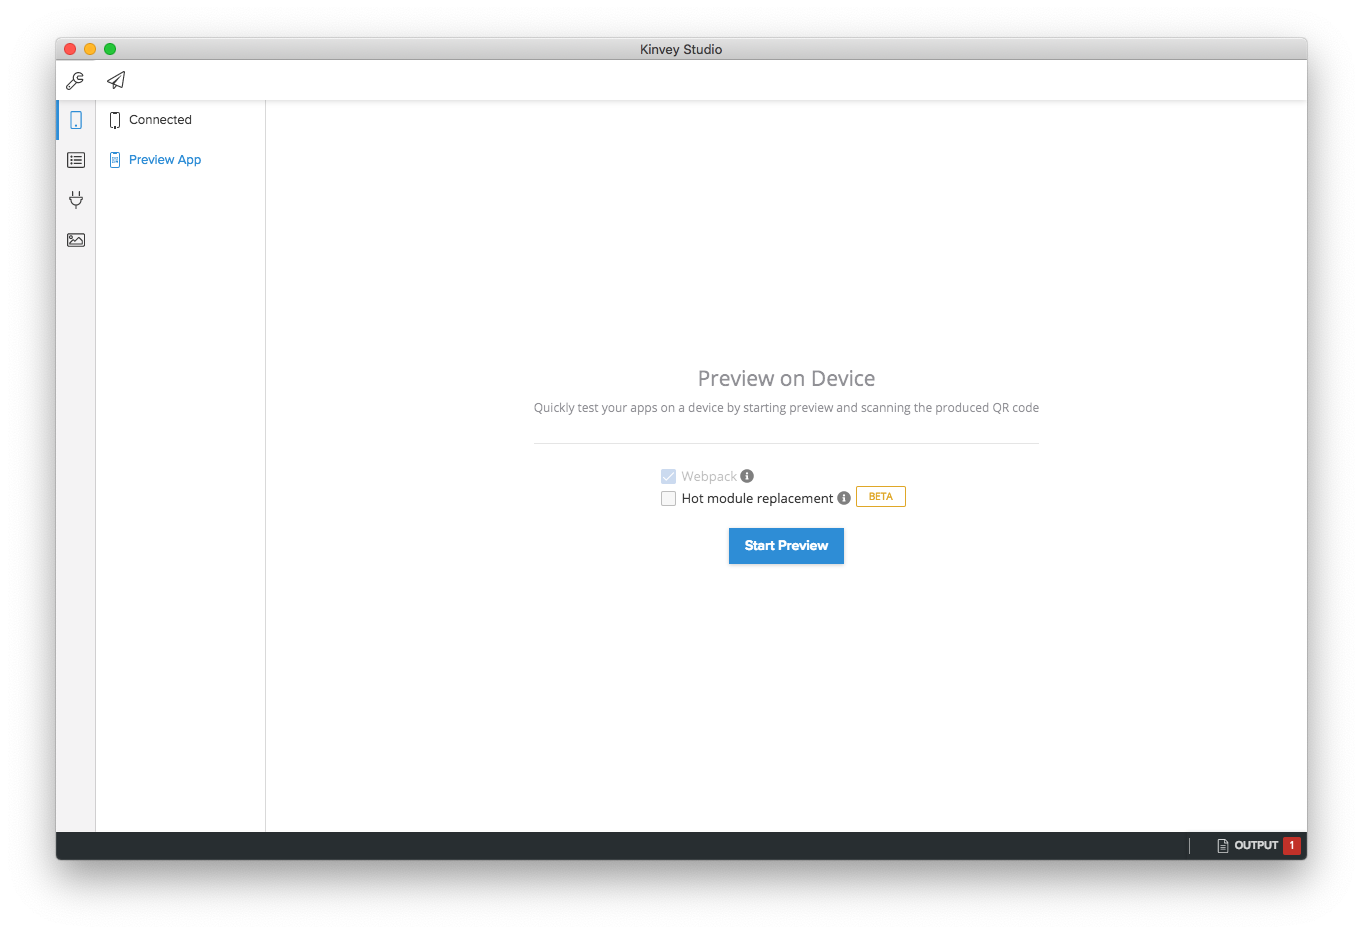 Kinvey Studio
Connected
Preview App
Preview on Device
Quickly test your apps on a device by starting preview and scanning the produced QR code
Webpack
Hot module replacement BETA
Start Preview
OUTPUT 1